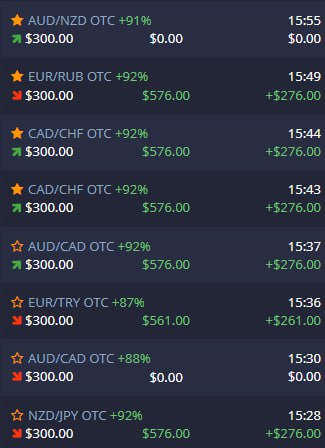 AUD/NZD OTC +91% 15:55
$300.00 $0.00 $0.00
EUR/RUB OTC +92% 15:49
$300.00 $576.00 +$276.00
CAD/CHF OTC +92% 15:44
$300.00 $576.00 +$276.00
CAD/CHF OTC +92% 15:43
$300.00 $576.00 +$276.00
AUD/CAD OTC +92% 15:37
$300.00 $576.00 +$276.00
EUR/TRY OTC +87% 15:36
$300.00 $561.00 +$261.00
AUD/CAD OTC +88% 15:30
$300.00 $0.00 $0.00
NZD/JPY OTC +92% 15:28
$300.00 $576.00 +$276.00